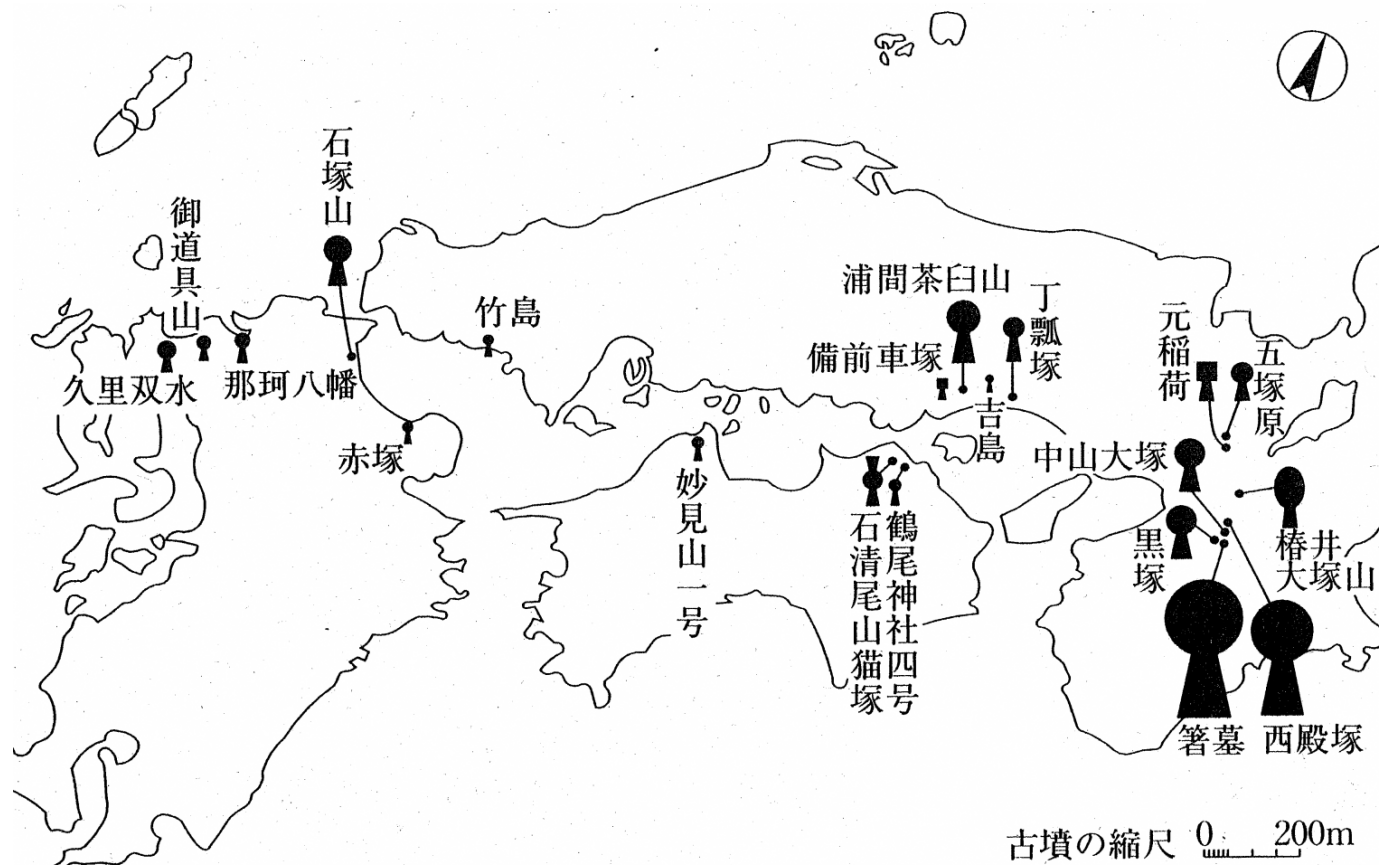 石塚山
御道具山
久里双水
那珂八幡
赤塚
竹島
妙見山一号
浦間茶臼山
備前車塚
吉島
丁瓢塚
石清尾山猫塚
鶴尾神社四号
元稲荷
五塚原
中山大塚
黒塚
椿井
大塚山
箸墓
西殿塚
古墳の縮尺 0 200m